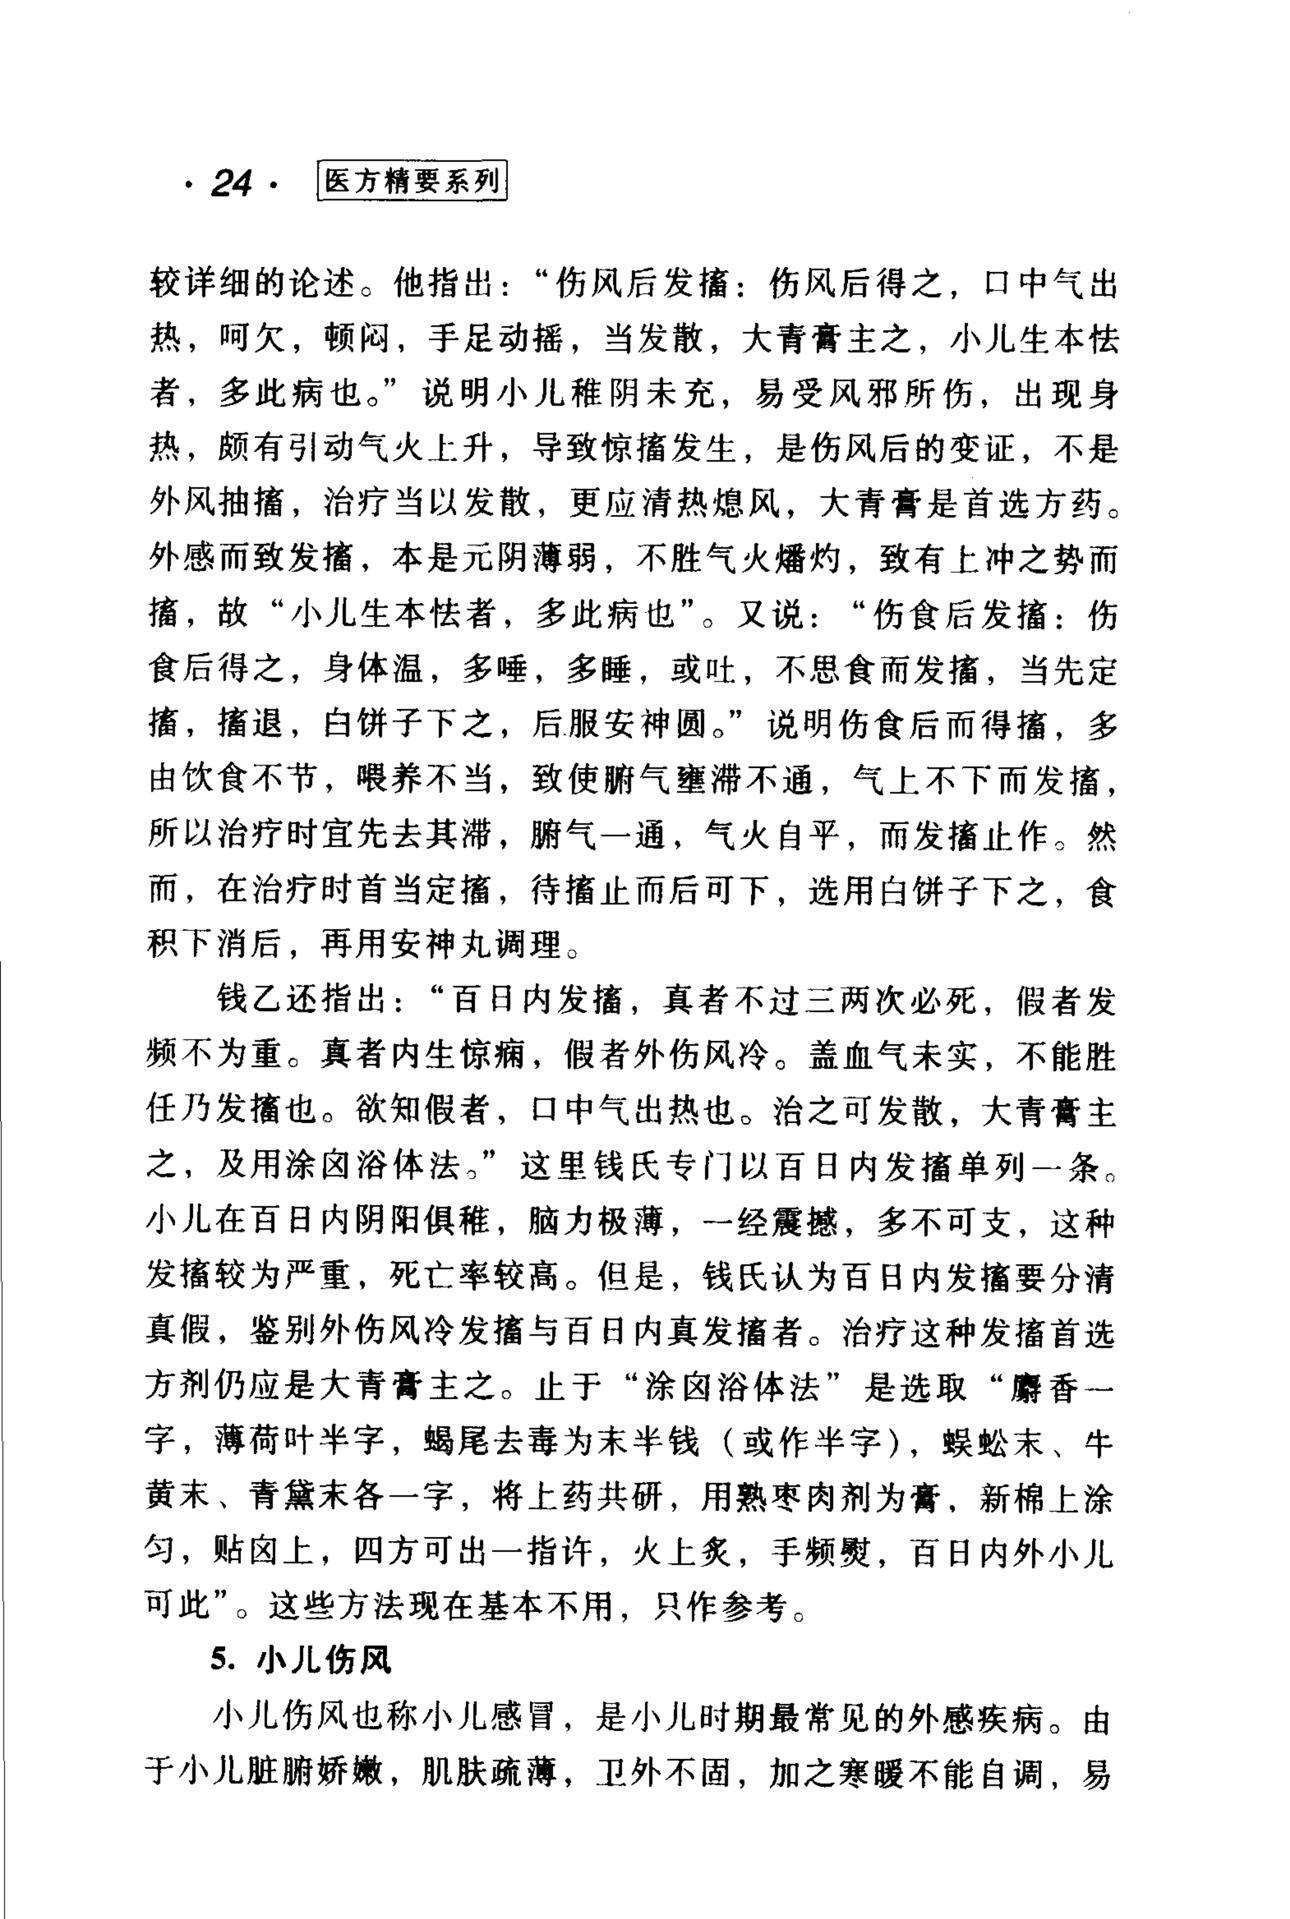 · 24 · 医方精要系列
较详细的论述。他指出：“伤风后发搐：伤风后得之，口中气出
热，呵欠，顿闷，手足动摇，当发散，大青膏主之，小儿生本怯
者，多此病也。”说明小儿稚阴未充，易受风邪所伤，出现身
热，颇有引动气火上升，导致惊搐发生，是伤风后的变证，不是
外风抽搐，治疗当以发散，更应清热熄风，大青膏是首选方药。
外感而致发搐，本是元阴薄弱，不胜气火燔灼，致有上冲之势而
搐，故“小儿生本怯者，多此病也”。又说：“伤食后发搐：伤
食后得之，身体温，多唾，多睡，或吐，不思食而发搐，当先定
搐，搐退，白饼子下之，后服安神圆。”说明伤食后而得搐，多
由饮食不节，喂养不当，致使腑气壅滞不通，气上不下而发搐，
所以治疗时宜先去其滞，腑气一通，气火自平，而发搐止作。然
而，在治疗时首当定搐，待搐止而后可下，选用白饼子下之，食
积下消后，再用安神丸调理。
钱乙还指出：“百日内发搐，真者不过三两次必死，假者发
频不为重。真者内生惊痫，假者外伤风冷。盖血气未实，不能胜
任乃发搐也。欲知假者，口中气出热也。治之可发散，大青膏主
之，及用涂囟浴体法。”这里钱氏专门以百日内发搐单列一条。
小儿在百日内阴阳俱稚，脑力极薄，一经震撼，多不可支，这种
发搐较为严重，死亡率较高。但是，钱氏认为百日内发搐要分清
真假，鉴别外伤风冷发搐与百日内真发搐者。治疗这种发搐首选
方剂仍应是大青膏主之。止于“涂囟浴体法”是选取“麝香一
字，薄荷叶半字，蝎尾去毒为末半钱（或作半字），蜈蚣末、牛
黄末、青黛末各一字，将上药共研，用熟枣肉剂为膏，新棉上涂
匀，贴囟上，四方可出一指许，火上炙，手频熨，百日内外小儿
可此”。这些方法现在基本不用，只作参考。
5. 小儿伤风
小儿伤风也称小儿感冒，是小儿时期最常见的外感疾病。由
于小儿脏腑娇嫩，肌肤疏薄，卫外不固，加之寒暖不能自调，易